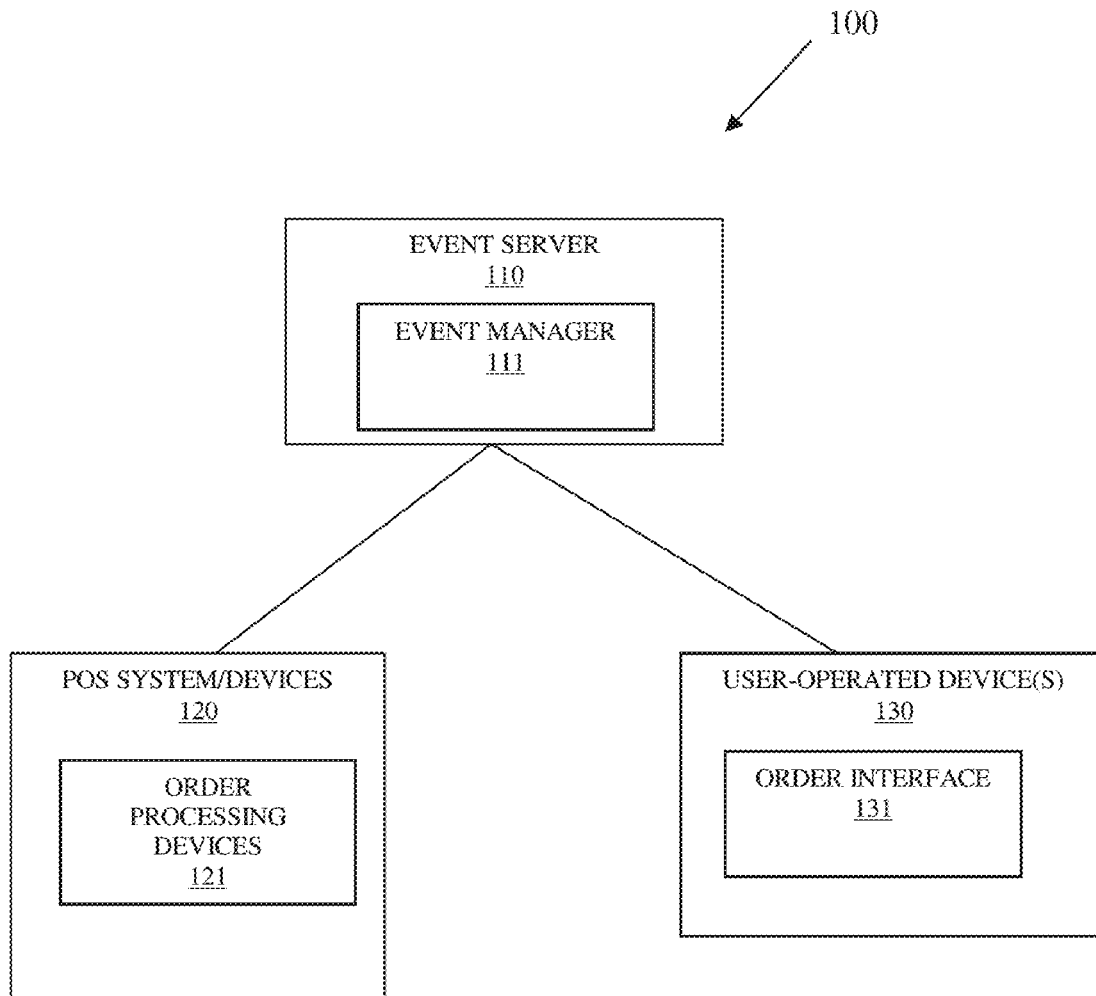 100
EVENT SERVER
110
EVENT MANAGER
111
POS SYSTEM/DEVICES
120
ORDER
PROCESSING
DEVICES
121
USER-OPERATED DEVICE(S)
130
ORDER INTERFACE
131